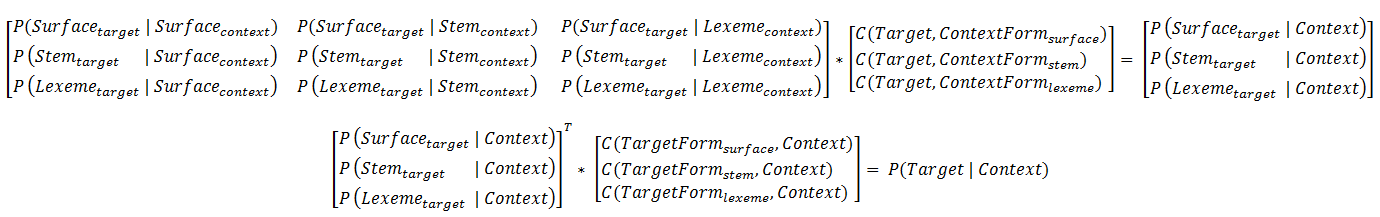 [P(Surface_target | Surface_context) P(Surface_target | Stem_context) P(Surface_target | Lexeme_context)] [C(Target, ContextForm_surface)] [P(Surface_target | Context)]
[P(Stem_target | Surface_context) P(Stem_target | Stem_context) P(Stem_target | Lexeme_context)] * [C(Target, ContextForm_stem)] = [P(Stem_target | Context)]
[P(Lexeme_target | Surface_context) P(Lexeme_target | Stem_context) P(Lexeme_target | Lexeme_context)] [C(Target, ContextForm_lexeme)] [P(Lexeme_target | Context)]
[P(Surface_target | Context)]^T [C(TargetForm_surface, Context)]
[P(Stem_target | Context)] * [C(TargetForm_stem, Context)] = P(Target | Context)
[P(Lexeme_target | Context)] [C(TargetForm_lexeme, Context)]